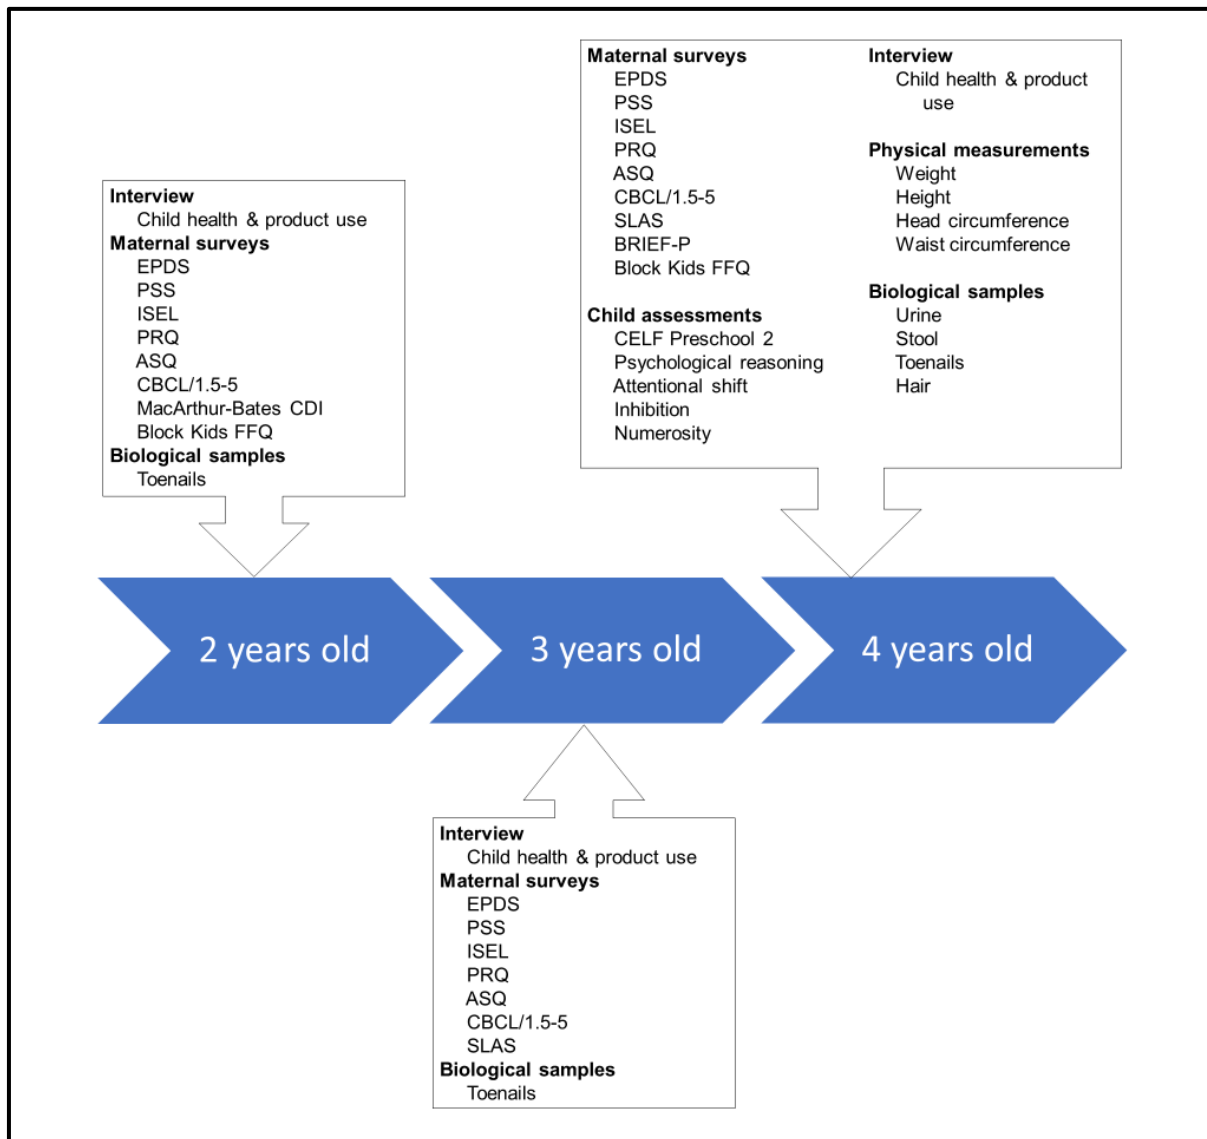 Interview
Child health & product use
Maternal surveys
EPDS
PSS
ISEL
PRQ
ASQ
CBCL/1.5-5
MacArthur-Bates CDI
Block Kids FFQ
Biological samples
Toenails
Maternal surveys
EPDS
PSS
ISEL
PRQ
ASQ
CBCL/1.5-5
SLAS
BRIEF-P
Block Kids FFQ
Child assessments
CELF Preschool 2
Psychological reasoning
Attentional shift
Inhibition
Numerosity
Interview
Child health & product
use
Physical measurements
Weight
Height
Head circumference
Waist circumference
Biological samples
Urine
Stool
Toenails
Hair
2 years old
3 years old
4 years old
Interview
Child health & product use
Maternal surveys
EPDS
PSS
ISEL
PRQ
ASQ
CBCL/1.5-5
SLAS
Biological samples
Toenails